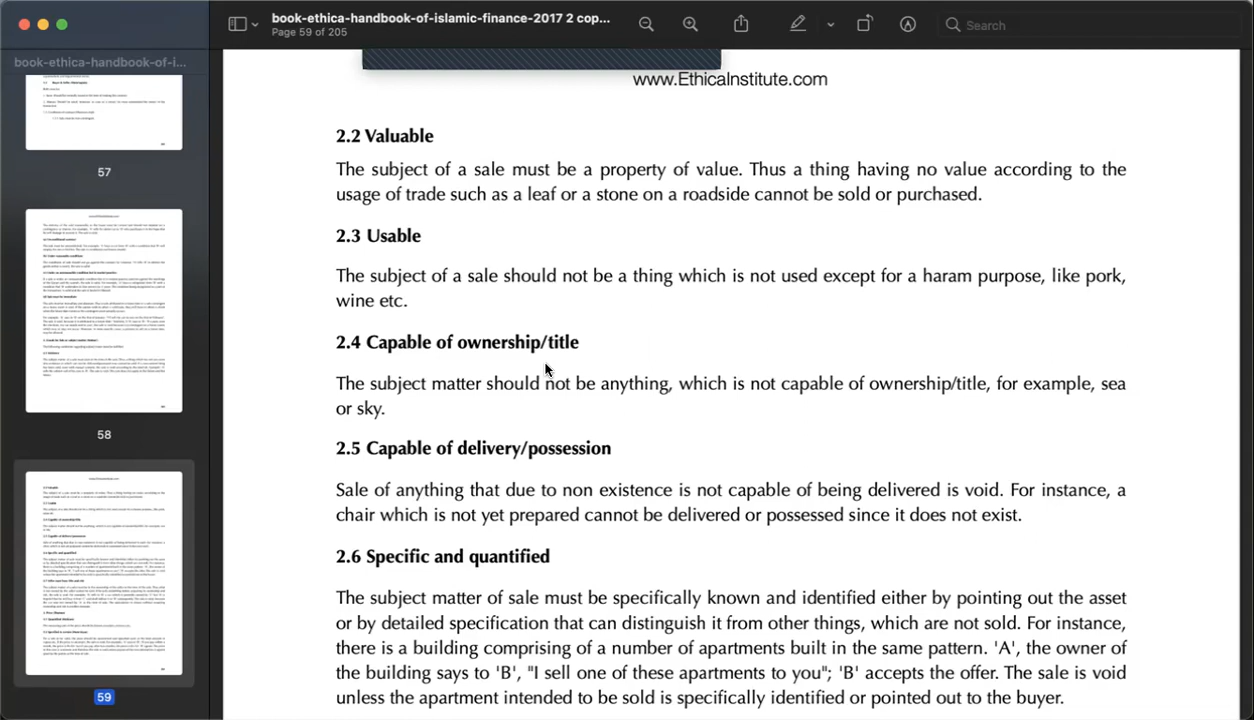 book-ethica-handbook-of-islamic-finance-2017 2 cop...
Page 59 of 205
Search
book-ethica-handbook-of-i...
57
58
59
www.EthicaInstitute.com
2.2 Valuable
The subject of a sale must be a property of value. Thus a thing having no value according to the
usage of trade such as a leaf or a stone on a roadside cannot be sold or purchased.
2.3 Usable
The subject of a sale should not be a thing which is not used except for a harm purpose, like pork,
wine etc.
2.4 Capable of ownership/title
The subject matter should not be anything, which is not capable of ownership/title, for example, sea
or sky.
2.5 Capable of delivery/possession
Sale of anything that due to non existence is not capable of being delivered is void. For instance, a
chair which is not yet prepared cannot be delivered or possessed since it does not exist.
2.6 Specific and quantified
The subject matter of sale must be specifically known and identified either by pointing out the asset
or by detailed specification that can distinguish it from other things, which are not sold. For instance,
there is a building comprising of a number of apartments built in the same pattern. 'A', the owner of
the building says to 'B', "I sell one of these apartments to you"; 'B' accepts the offer. The sale is void
unless the apartment intended to be sold is specifically identified or pointed out to the buyer.